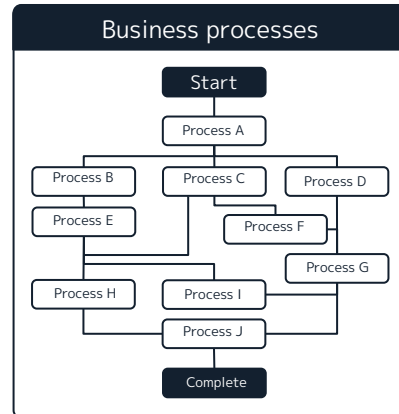 Business processes
Start
Process A
Process B
Process C
Process D
Process E
Process F
Process G
Process H
Process I
Process J
Complete